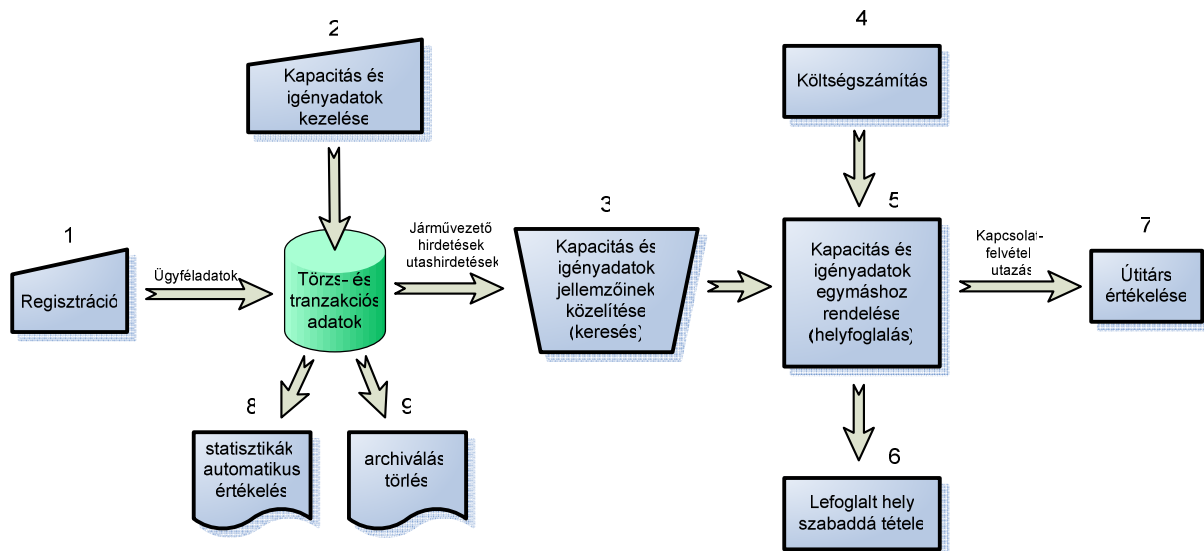 2
Kapacitás és
igényadatok
kezelése
4
Költségszámítás
1
Regisztráció
Ügyféladatok
Törzs- és
tranzakciós
adatok
Járművezető
hirdetések
utashirdetések
3
Kapacitás és
igényadatok
jellemzőinek
közelítése
(keresés)
5
Kapacitás és
igényadatok
egymáshoz
rendelése
(helyfoglalás)
Kapcsolat-
felvétel
utazás
7
Útitárs
értékelése
8
statisztikák
automatikus
értékelés
9
archiválás
törlés
6
Lefoglalt hely
szabaddá tétele